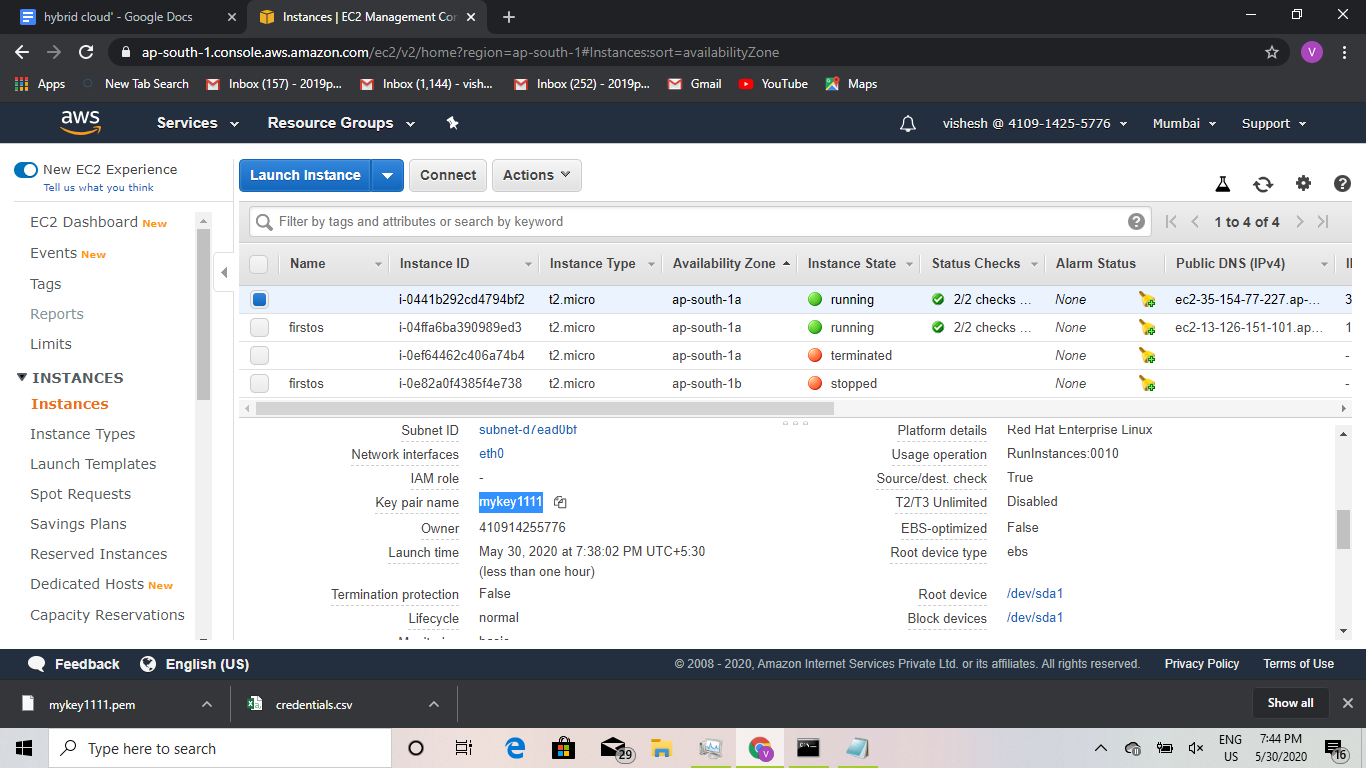 hybrid cloud' - Google Docs
Instances | EC2 Management Con
ap-south-1.console.aws.amazon.com/ec2/v2/home?region=ap-south-1#Instances:sort=availabilityZone
V
Apps New Tab Search Inbox (157) - 2019p... Inbox (1,144) - vish... Inbox (252) - 2019p... Gmail YouTube Maps
aws Services Resource Groups vishesh @ 4109-1425-5776 Mumbai Support
New EC2 Experience
Tell us what you think
EC2 Dashboard New
Events New
Tags
Reports
Limits
INSTANCES
Instances
Instance Types
Launch Templates
Spot Requests
Savings Plans
Reserved Instances
Dedicated Hosts New
Capacity Reservations
Launch Instance Connect Actions
Filter by tags and attributes or search by keyword
1 to 4 of 4
Name Instance ID Instance Type Availability Zone Instance State Status Checks Alarm Status Public DNS (IPv4)
i-0441b292cd4794bf2 t2.micro ap-south-1a running 2/2 checks ... None ec2-35-154-77-227.ap-... 3
firstos i-04ffa6ba390989ed3 t2.micro ap-south-1a running 2/2 checks ... None ec2-13-126-151-101.ap... 1
i-0ef64462c406a74b4 t2.micro ap-south-1a terminated None -
firstos i-0e82a0f4385f4e738 t2.micro ap-south-1b stopped None -
Subnet ID subnet-d7ead0bf Platform details Red Hat Enterprise Linux
Network interfaces eth0 Usage operation RunInstances:0010
IAM role - Source/dest. check True
Key pair name mykey1111 T2/T3 Unlimited Disabled
Owner 410914255776 EBS-optimized False
Launch time May 30, 2020 at 7:38:02 PM UTC+5:30 Root device type ebs
(less than one hour)
Termination protection False Root device /dev/sda1
Lifecycle normal Block devices /dev/sda1
Feedback English (US) © 2008 - 2020, Amazon Internet Services Private Ltd. or its affiliates. All rights reserved. Privacy Policy Terms of Use
mykey1111.pem credentials.csv Show all
Type here to search
29
V
ENG
US
7:44 PM
5/30/2020
16